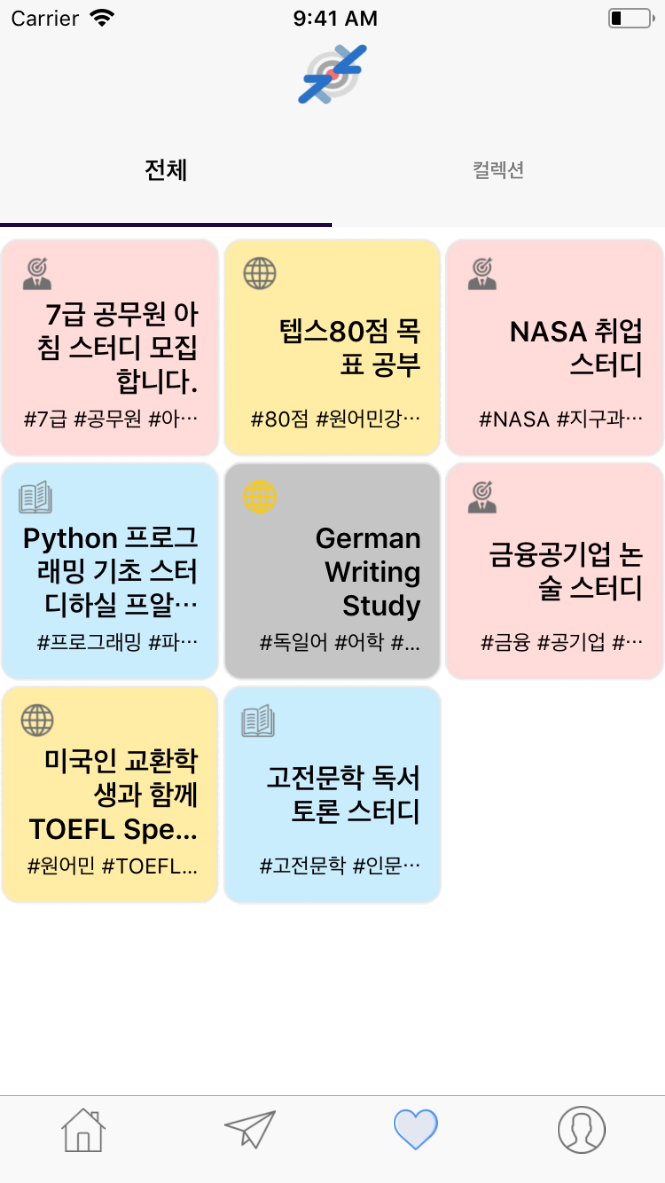 Carrier
9:41 AM
전체
컬렉션
7급 공무원 아
침 스터디 모집
합니다.
#7급 #공무원 #아…
텝스80점 목
표 공부
#80점 #원어민강…
NASA 취업
스터디
#NASA #지구과…
Python 프로그
래밍 기초 스터
디하실 프알…
#프로그래밍 #파…
German
Writing
Study
#독일어 #어학 #...
금융공기업 논
술 스터디
#금융 #공기업 #…
미국인 교환학
생과 함께
TOEFL Spe...
#원어민 #TOEFL...
고전문학 독서
토론 스터디
#고전문학 #인문…